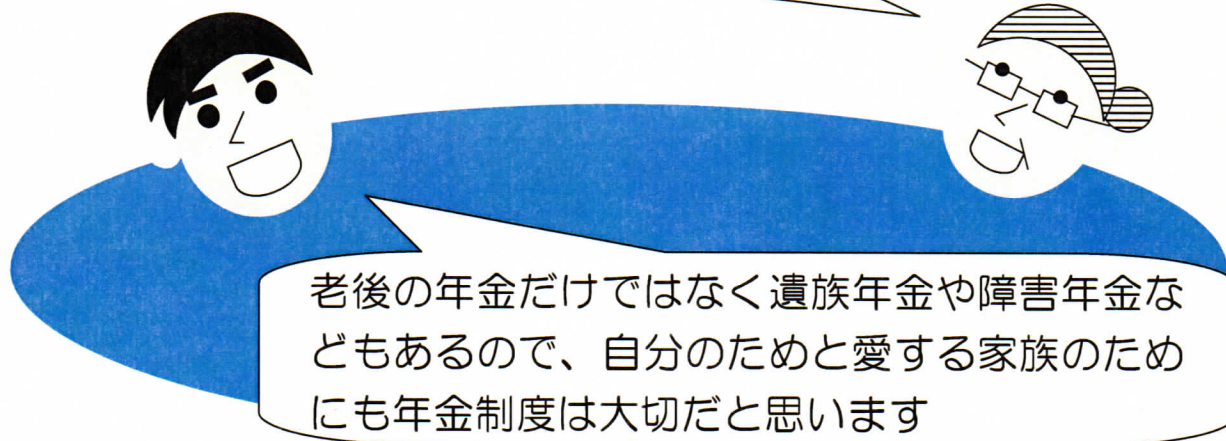 老後の年金だけではなく遺族年金や障害年金な
どもあるので、自分のためと愛する家族のため
にも年金制度は大切だと思います